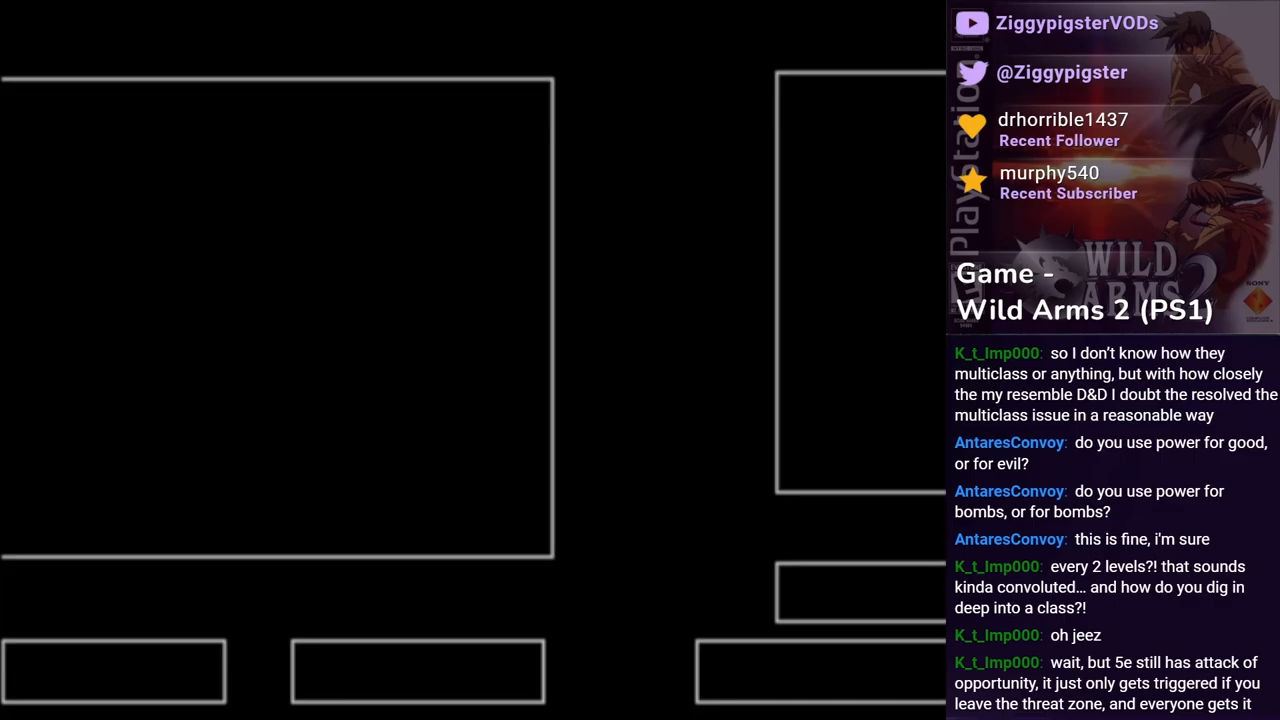 ZiggypigsterVODs
@Ziggypigster
drhorrible1437
Recent Follower
murphy540
Recent Subscriber
PlayStation
WILD
ARMS 2
SONY
Game -
Wild Arms 2 (PS1)
K_t_Imp000: so I don't know how they
multiclass or anything, but with how closely
the my resemble D&D I doubt the resolved the
multiclass issue in a reasonable way
AntaresConvoy: do you use power for good,
or for evil?
AntaresConvoy: do you use power for
bombs, or for bombs?
AntaresConvoy: this is fine, i'm sure
K_t_Imp000: every 2 levels?! that sounds
kinda convoluted... and how do you dig in
deep into a class?!
K_t_Imp000: oh jeez
K_t_Imp000: wait, but 5e still has attack of
opportunity, it just only gets triggered if you
leave the threat zone, and everyone gets it